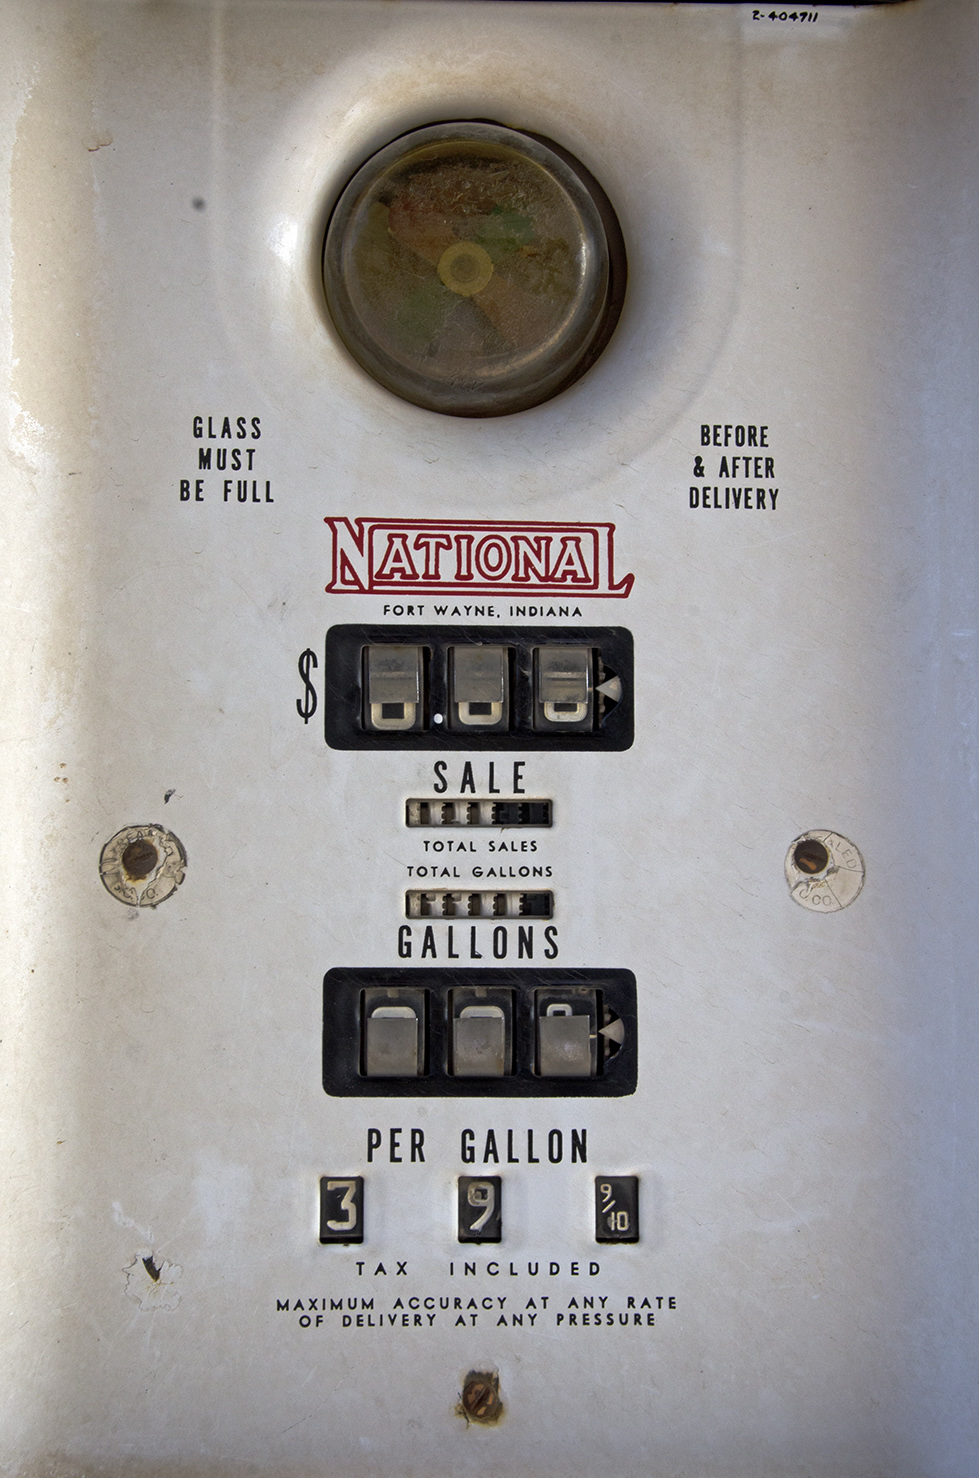 2-404711
GLASS
MUST
BE FULL
BEFORE
& AFTER
DELIVERY
NATIONAL
FORT WAYNE, INDIANA
$
SALE
TOTAL SALES
TOTAL GALLONS
GALLONS
PER GALLON
3 9 9/10
TAX INCLUDED
MAXIMUM ACCURACY AT ANY RATE
OF DELIVERY AT ANY PRESSURE